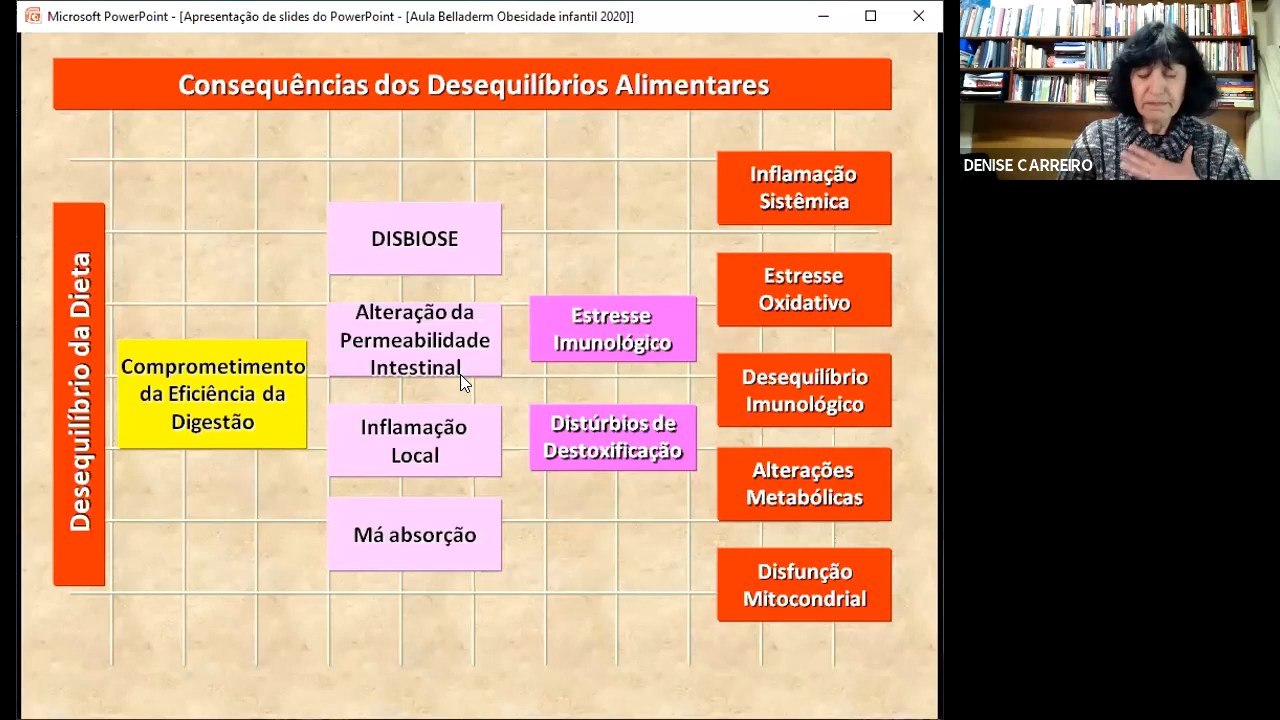 Microsoft PowerPoint - [Apresentação de slides do PowerPoint - [Aula Belladerm Obesidade infantil 2020]]
Consequências dos Desequilíbrios Alimentares
Desequilíbrio da Dieta
Comprometimento
da Eficiência da
Digestão
DISBIOSE
Alteração da
Permeabilidade
Intestinal
Inflamação
Local
Má absorção
Estresse
Imunológico
Distúrbios de
Destoxificação
Inflamação
Sistêmica
Estresse
Oxidativo
Desequilíbrio
Imunológico
Alterações
Metabólicas
Disfunção
Mitocondrial
DENISE CARREIRO